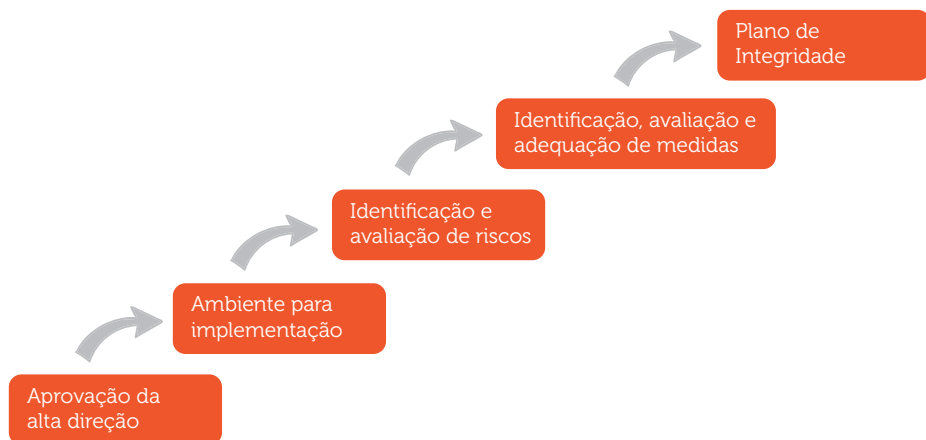 Plano de
Integridade
Identificação, avaliação e
adequação de medidas
Identificação e
avaliação de riscos
Ambiente para
implementação
Aprovação da
alta direção